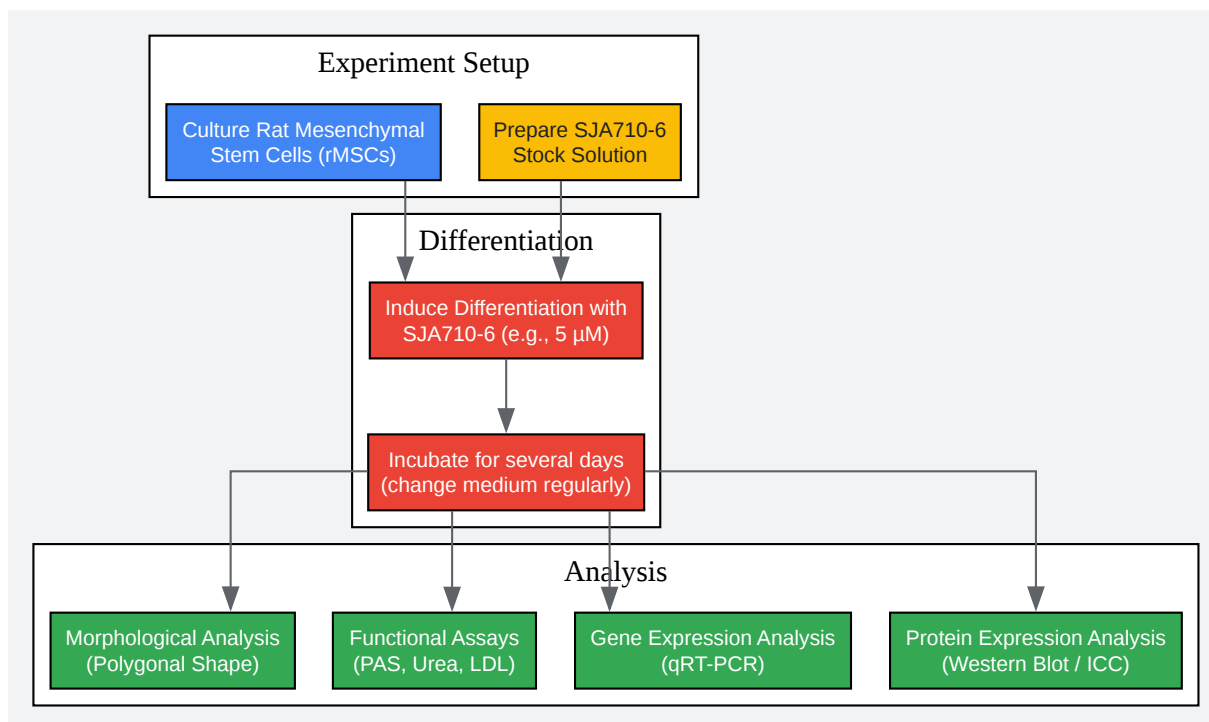 Experiment Setup
Culture Rat Mesenchymal
Stem Cells (rMSCs)
Prepare SJA710-6
Stock Solution
Differentiation
Induce Differentiation with
SJA710-6 (e.g., 5 µM)
Incubate for several days
(change medium regularly)
Analysis
Morphological Analysis
(Polygonal Shape)
Functional Assays
(PAS, Urea, LDL)
Gene Expression Analysis
(qRT-PCR)
Protein Expression Analysis
(Western Blot / ICC)